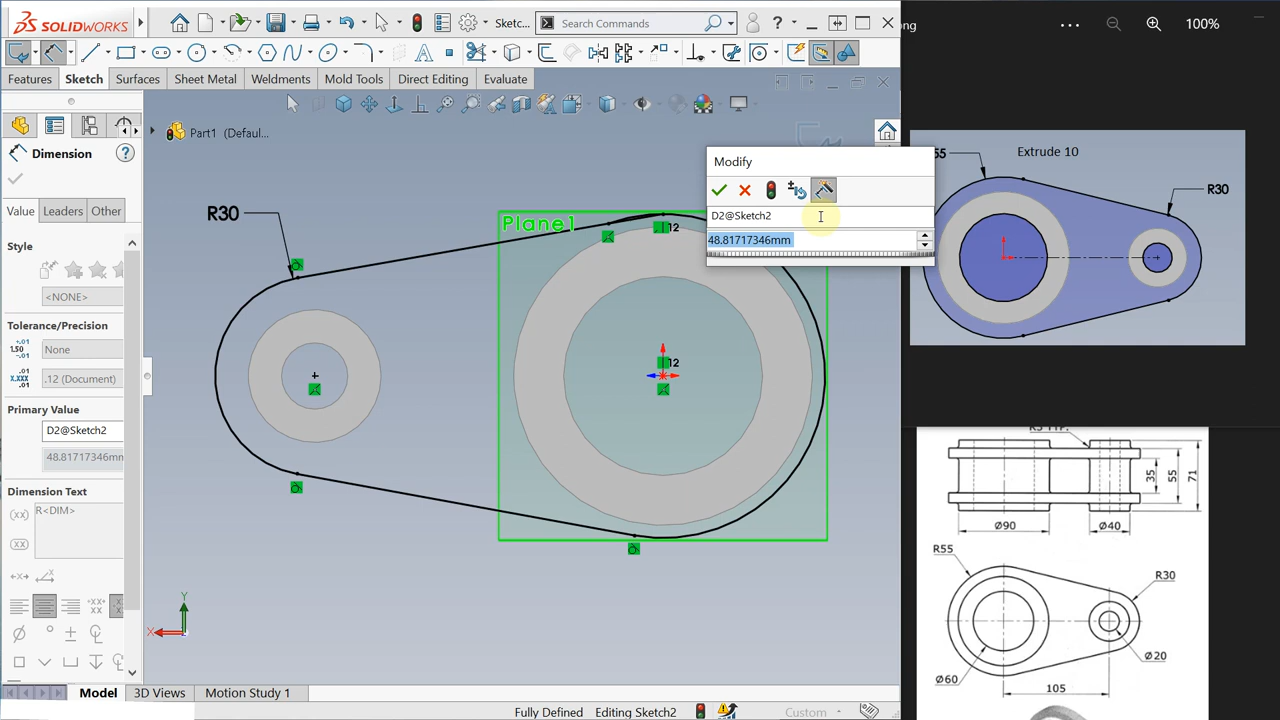 SOLIDWORKS
Sketc...
Search Commands
?
ong
100%
Features
Sketch
Surfaces
Sheet Metal
Weldments
Mold Tools
Direct Editing
Evaluate
Part1 (Defaul...
Dimension
?
Value
Leaders
Other
Style
<NONE>
Tolerance/Precision
None
.12 (Document)
Primary Value
D2@Sketch2
48.81717346mm
Dimension Text
R<DIM>
R30
Plane1
12
12
Y
X
Modify
D2@Sketch2
48.81717346mm
55
Extrude 10
R30
R3 TYP.
35
55
71
Ø90
Ø40
R55
R30
Ø20
Ø60
105
Model
3D Views
Motion Study 1
Fully Defined
Editing Sketch2
Custom